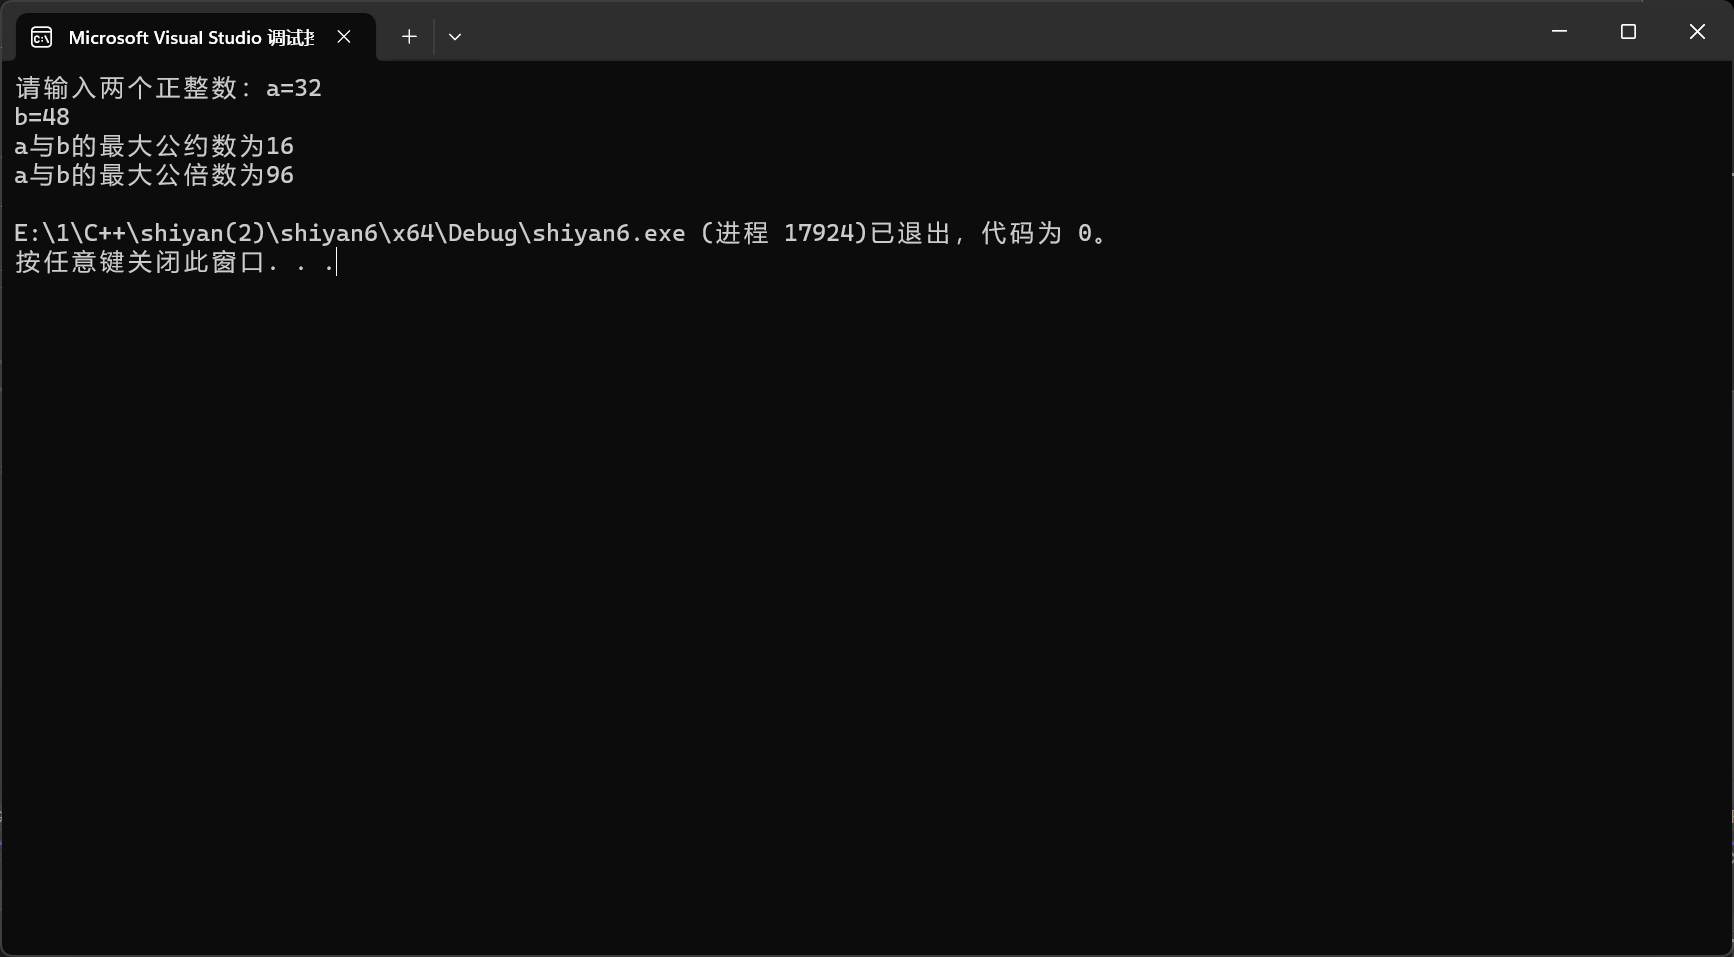 Microsoft Visual Studio 调试
请输入两个正整数：a=32
b=48
a与b的最大公约数为16
a与b的最大公倍数为96
E:\1\C++\shiyan(2)\shiyan6\x64\Debug\shiyan6.exe (进程 17924)已退出，代码为 0。
按任意键关闭此窗口. . .